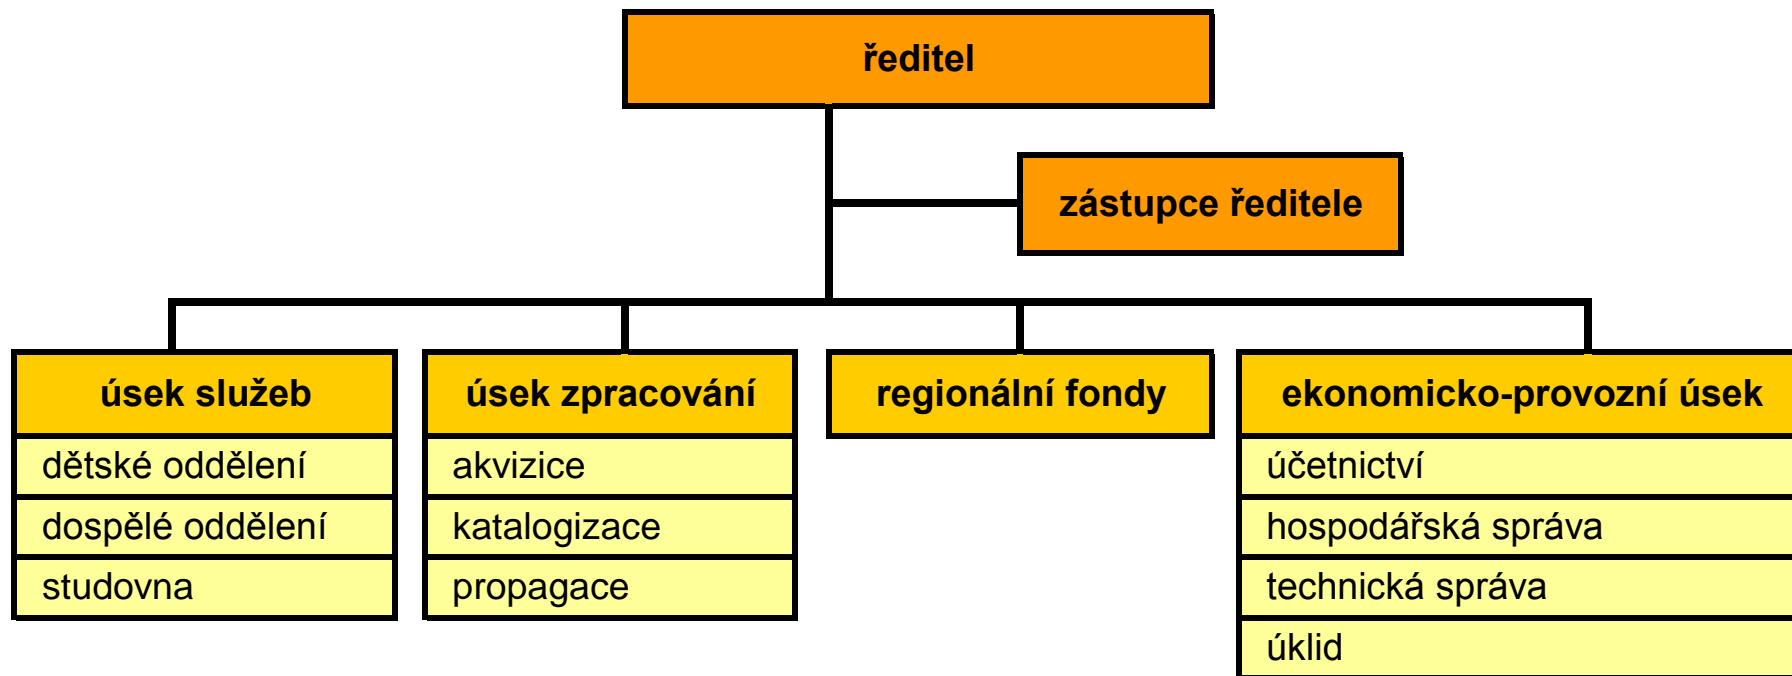 ředitel
zástupce ředitele
úsek služeb
dětské oddělení
dospělé oddělení
studovna
úsek zpracování
akvizice
katalogizace
propagace
regionální fondy
ekonomicko-provozní úsek
účetnictví
hospodářská správa
technická správa
úklid